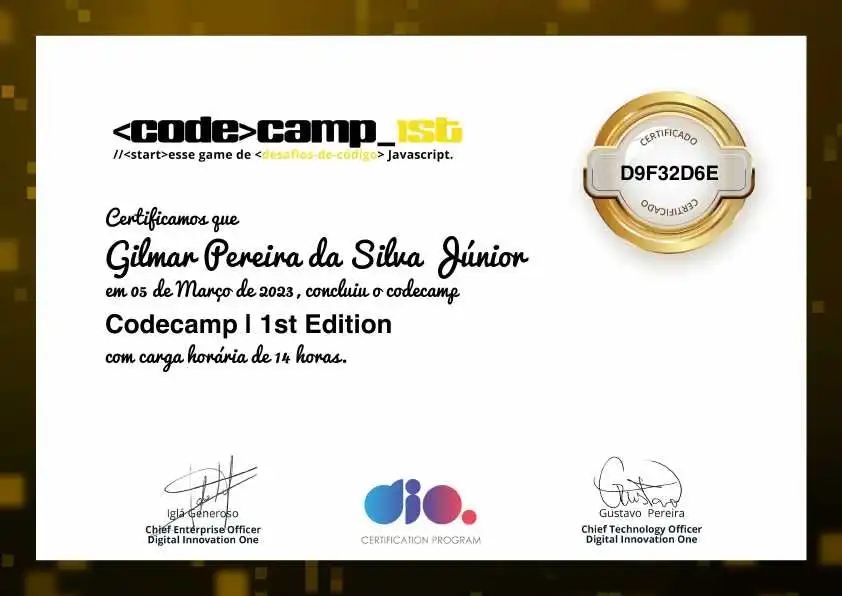 <code>camp_1st
//<start>esse game de <desafios-de-código> Javascript.
CERTIFICADO
D9F32D6E
CERTIFICADO
Certificamos que
Gilmar Pereira da Silva Júnior
em 05 de Março de 2023, concluiu o codecamp
Codecamp | 1st Edition
com carga horária de 14 horas.
Iglá Generoso
Chief Enterprise Officer
Digital Innovation One
dio.
CERTIFICATION PROGRAM
Gustavo
Gustavo Pereira
Chief Technology Officer
Digital Innovation One